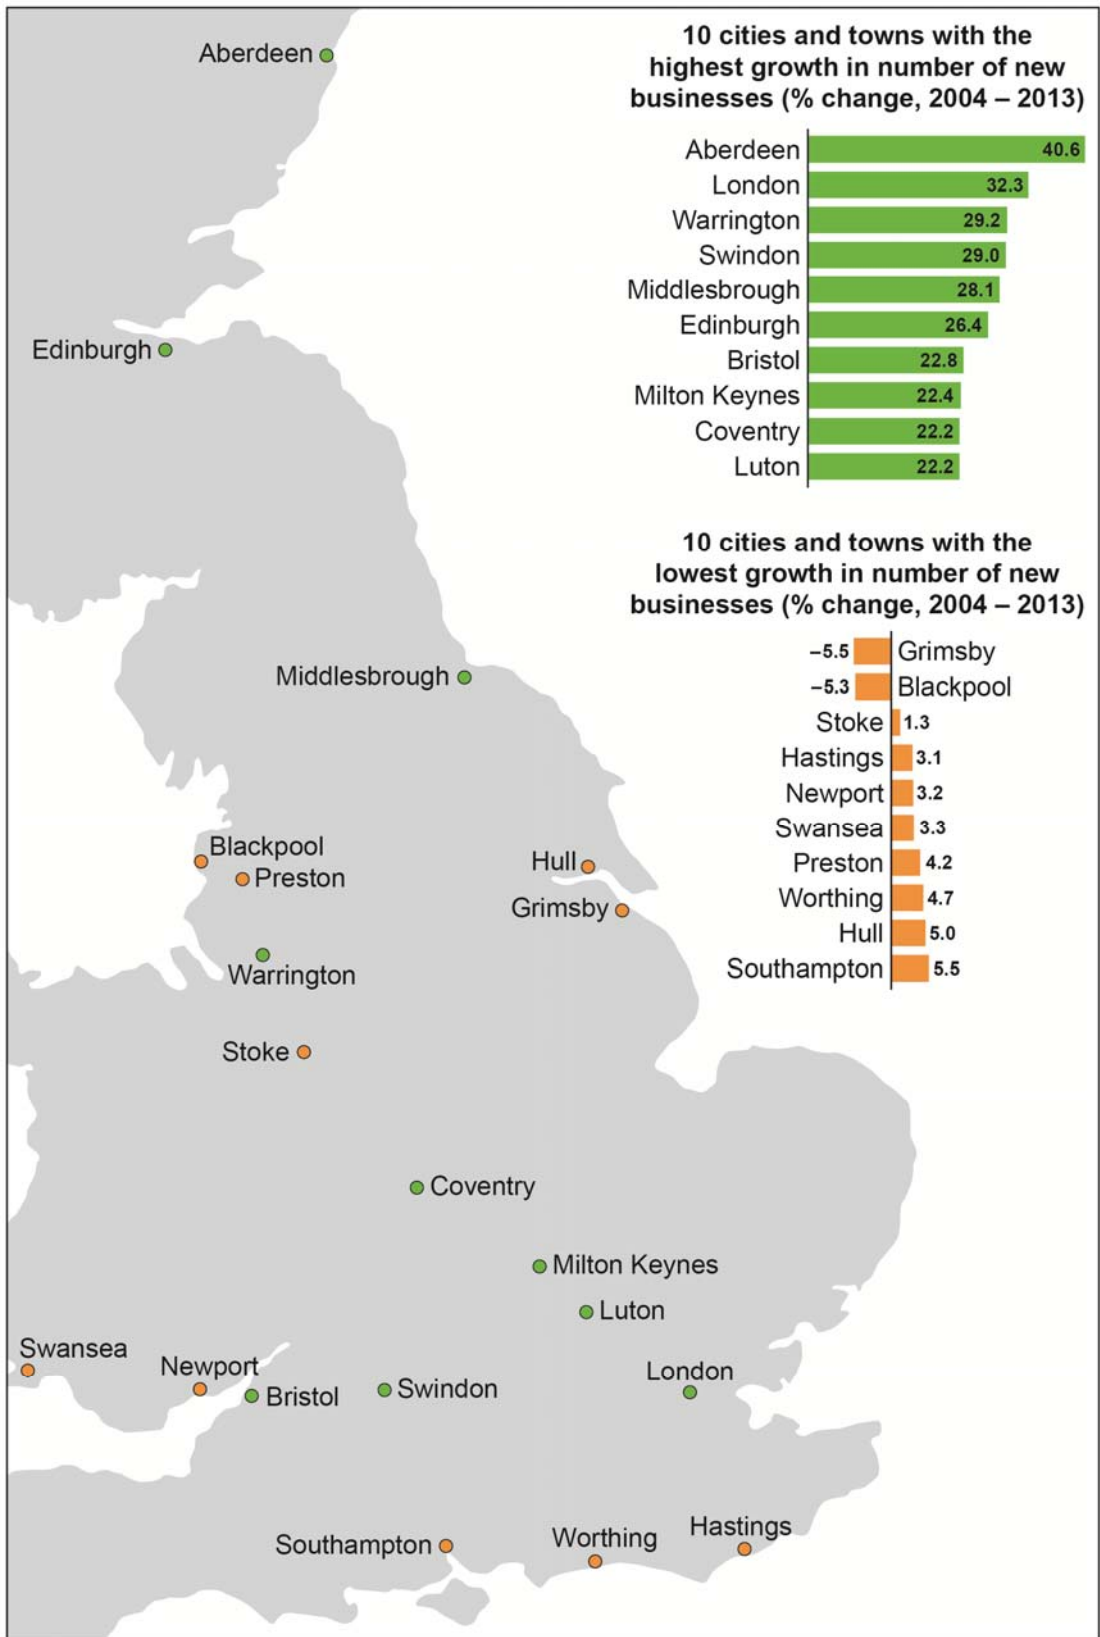 Aberdeen
10 cities and towns with the
highest growth in number of new
businesses (% change, 2004 – 2013)
Aberdeen 40.6
London 32.3
Warrington 29.2
Swindon 29.0
Middlesbrough 28.1
Edinburgh 26.4
Bristol 22.8
Milton Keynes 22.4
Coventry 22.2
Luton 22.2
Edinburgh
10 cities and towns with the
lowest growth in number of new
businesses (% change, 2004 – 2013)
–5.5 Grimsby
–5.3 Blackpool
Stoke 1.3
Hastings 3.1
Newport 3.2
Swansea 3.3
Preston 4.2
Worthing 4.7
Hull 5.0
Southampton 5.5
Middlesbrough
Blackpool
Preston
Hull
Grimsby
Warrington
Stoke
Coventry
Milton Keynes
Luton
Swansea
Newport
Bristol
Swindon
London
Southampton
Worthing
Hastings